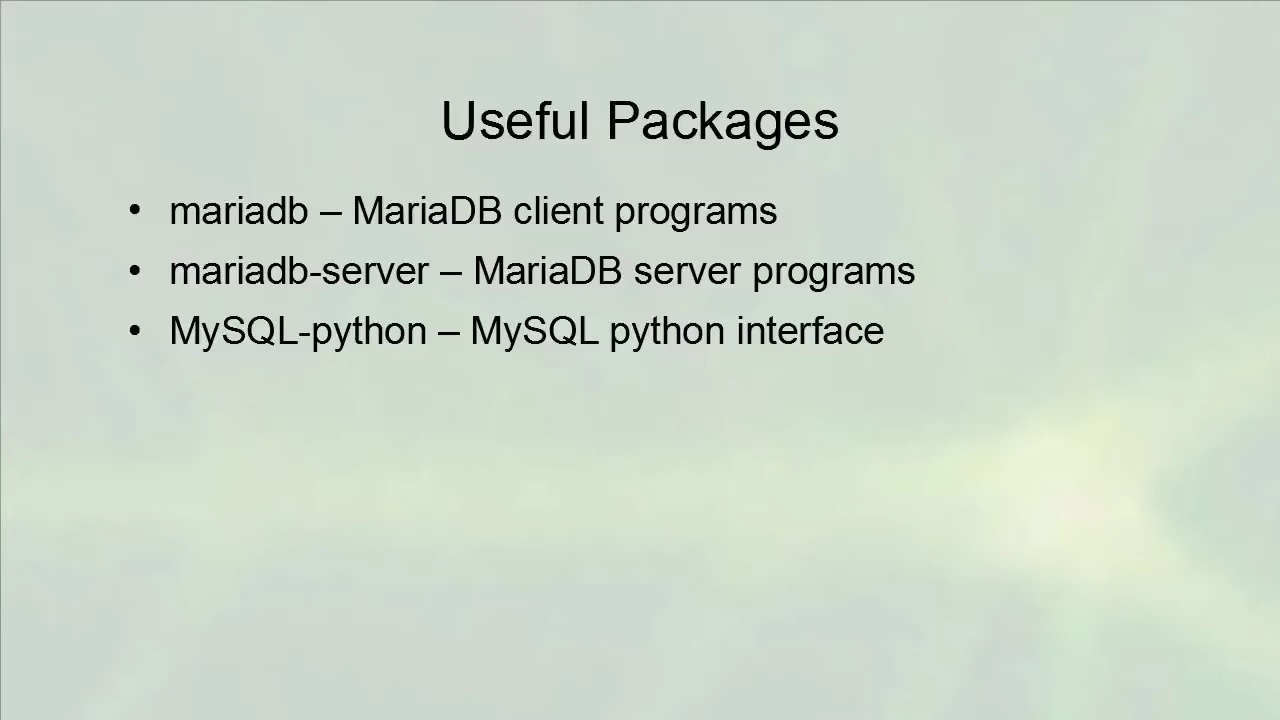 Useful Packages
• mariadb – MariaDB client programs
• mariadb-server – MariaDB server programs
• MySQL-python – MySQL python interface